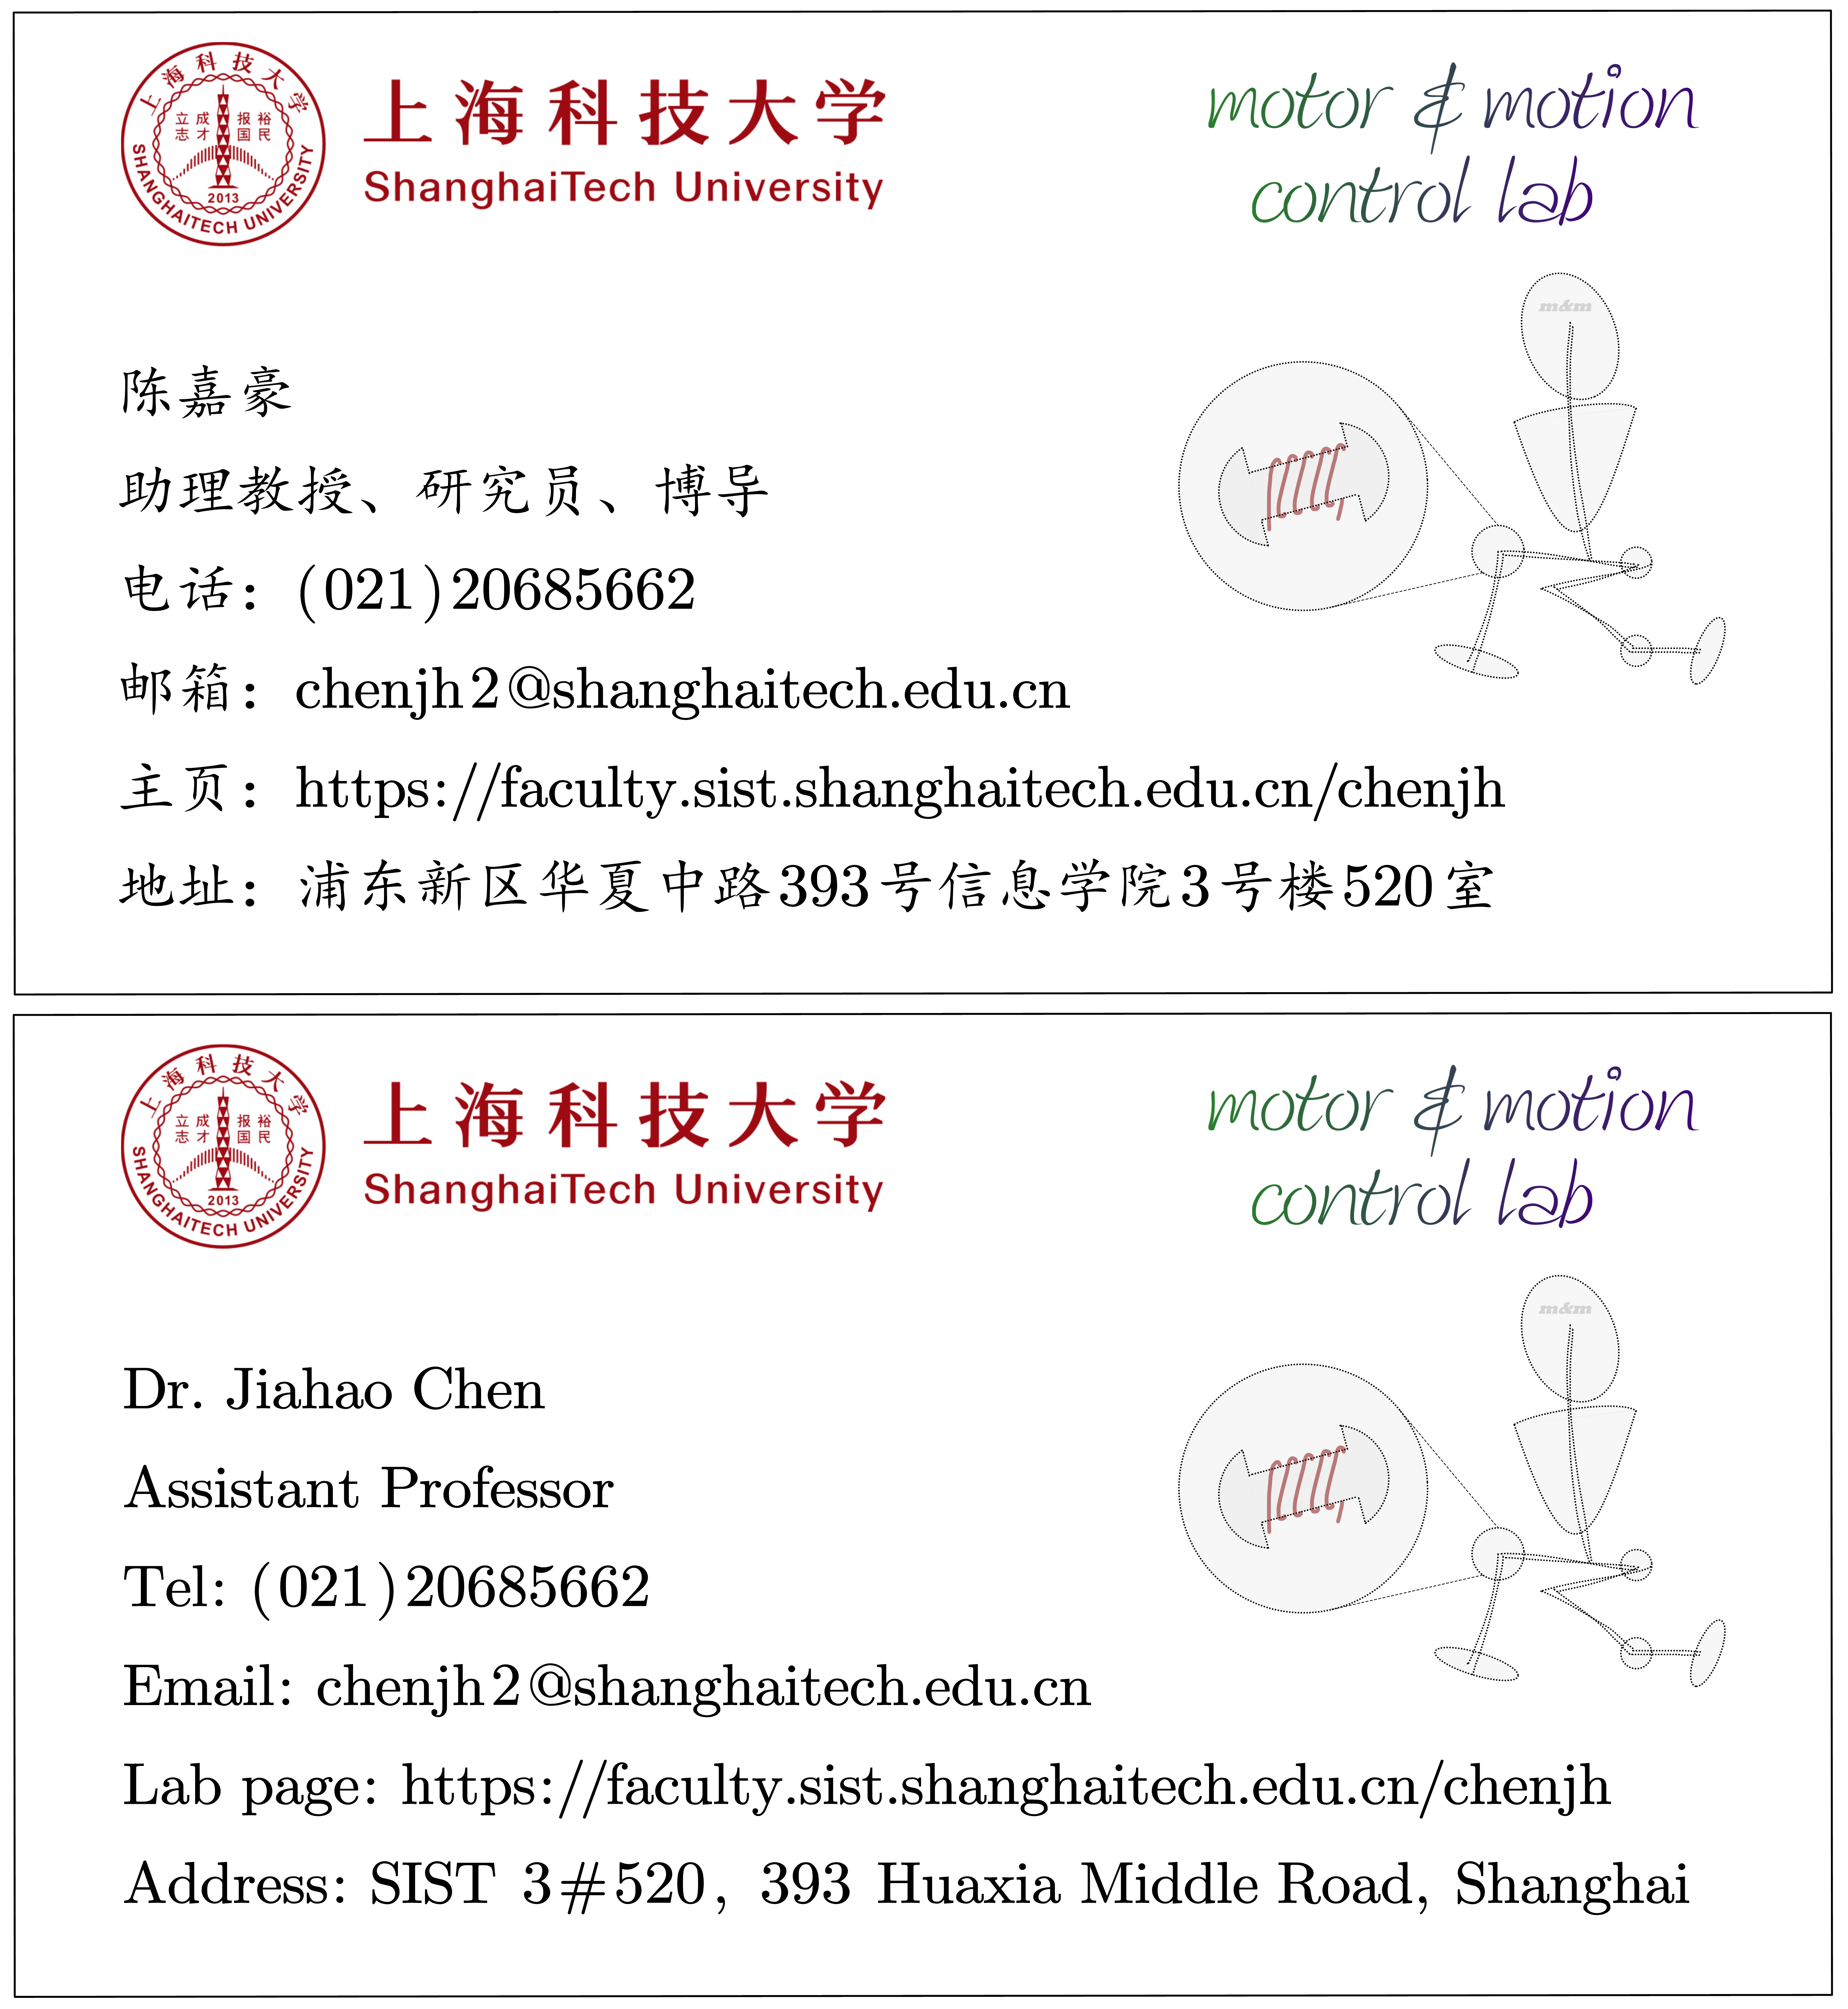 上海科技大学
立志 成才 报国 裕民
2013
SHANGHAITECH UNIVERSITY
上海科技大学
ShanghaiTech University
motor & motion
control lab
m&m
陈嘉豪
助理教授、研究员、博导
电话：(021)20685662
邮箱：chenjh2@shanghaitech.edu.cn
主页：https://faculty.sist.shanghaitech.edu.cn/chenjh
地址：浦东新区华夏中路393号信息学院3号楼520室
上海科技大学
立志 成才 报国 裕民
2013
SHANGHAITECH UNIVERSITY
上海科技大学
ShanghaiTech University
motor & motion
control lab
m&m
Dr. Jiahao Chen
Assistant Professor
Tel: (021)20685662
Email: chenjh2@shanghaitech.edu.cn
Lab page: https://faculty.sist.shanghaitech.edu.cn/chenjh
Address: SIST 3#520, 393 Huaxia Middle Road, Shanghai